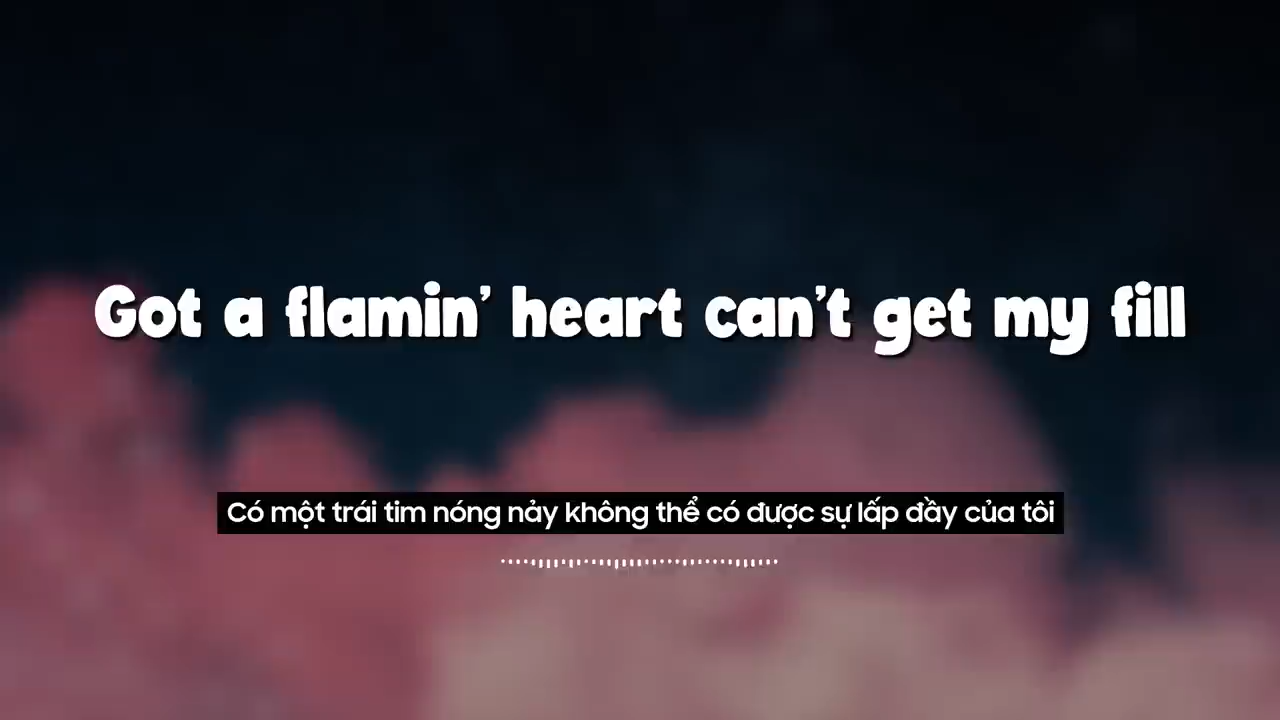 Got a flamin’ heart can’t get my fill
Có một trái tim nóng nảy không thể có được sự lấp đầy của tôi